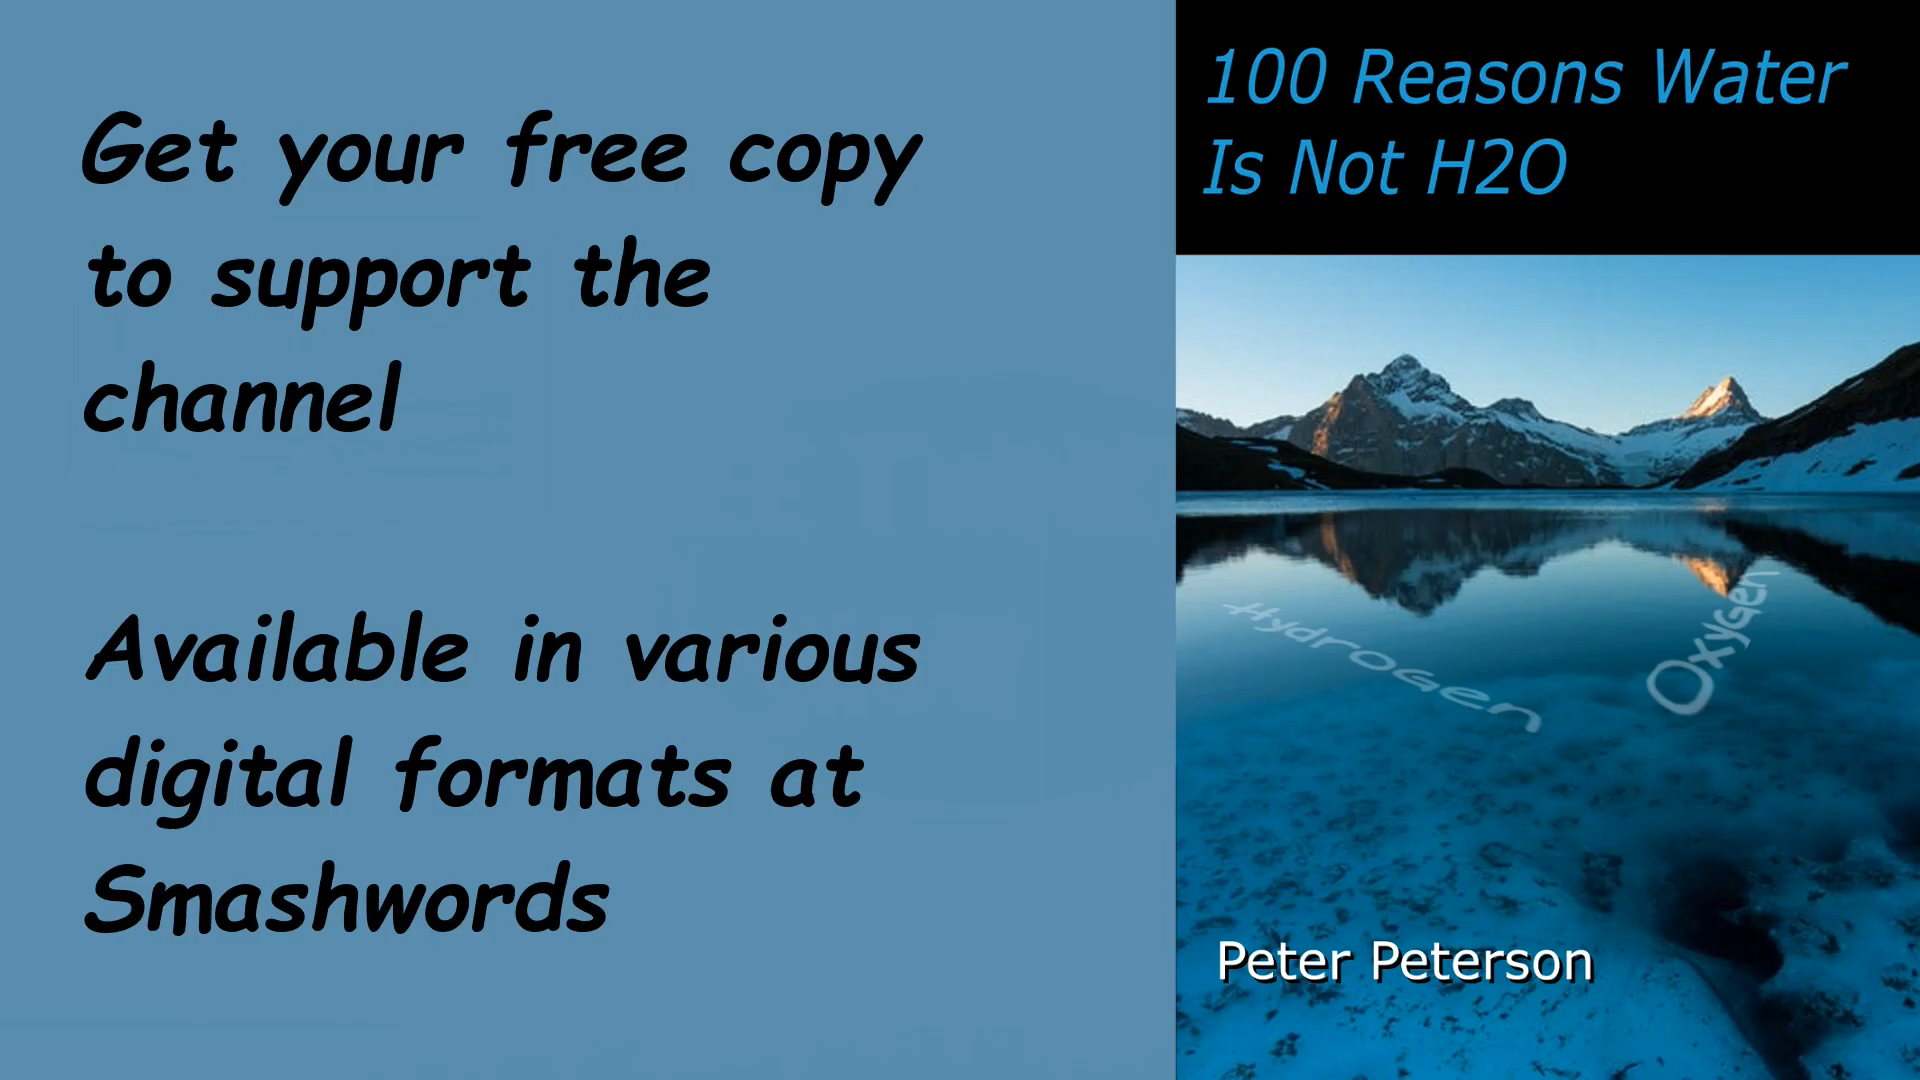 Get your free copy
to support the
channel
Available in various
digital formats at
Smashwords
100 Reasons Water
Is Not H2O
Hydrogen
Oxygen
Peter Peterson